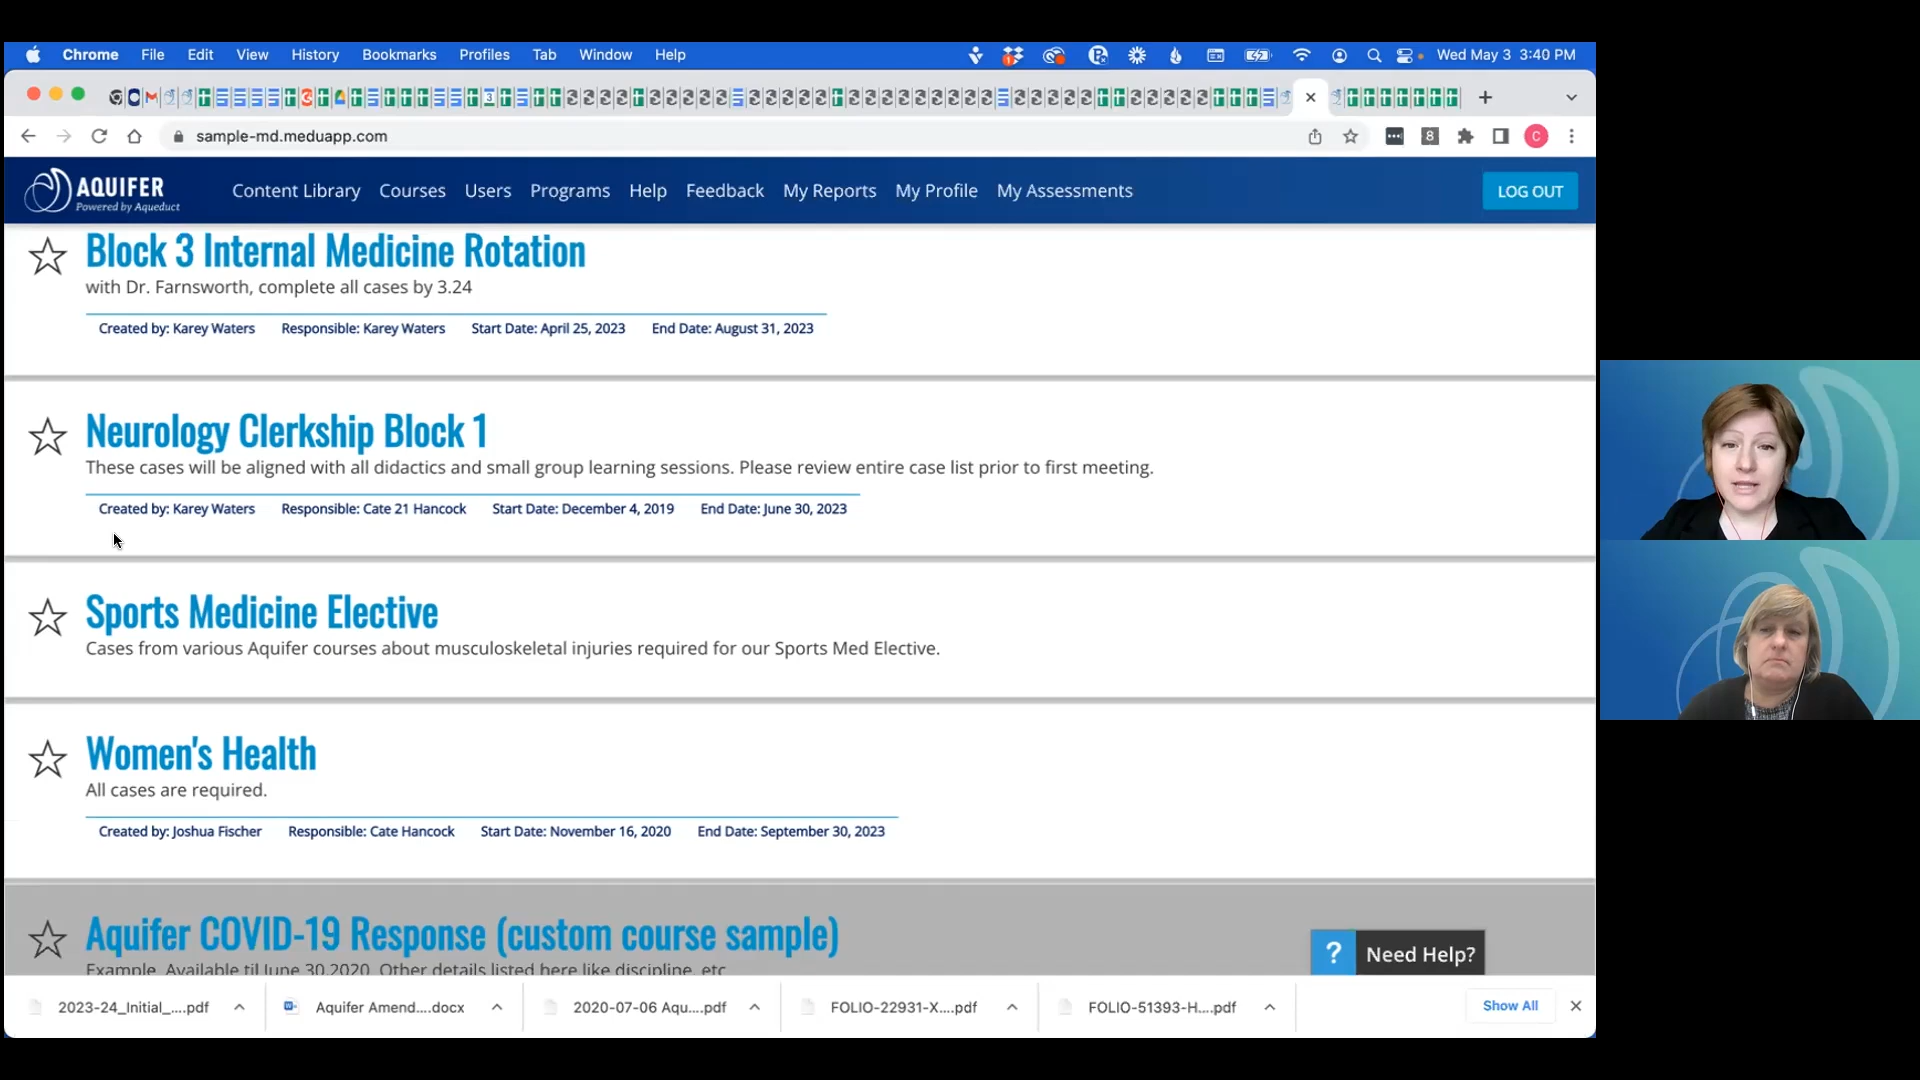 Chrome File Edit View History Bookmarks Profiles Tab Window Help Wed May 3 3:40 PM
sample-md.meduapp.com
AQUIFER
Powered by Aqueduct
Content Library Courses Users Programs Help Feedback My Reports My Profile My Assessments LOG OUT
Block 3 Internal Medicine Rotation
with Dr. Farnsworth, complete all cases by 3.24
Created by: Karey Waters Responsible: Karey Waters Start Date: April 25, 2023 End Date: August 31, 2023
Neurology Clerkship Block 1
These cases will be aligned with all didactics and small group learning sessions. Please review entire case list prior to first meeting.
Created by: Karey Waters Responsible: Cate 21 Hancock Start Date: December 4, 2019 End Date: June 30, 2023
Sports Medicine Elective
Cases from various Aquifer courses about musculoskeletal injuries required for our Sports Med Elective.
Women's Health
All cases are required.
Created by: Joshua Fischer Responsible: Cate Hancock Start Date: November 16, 2020 End Date: September 30, 2023
Aquifer COVID-19 Response (custom course sample)
Example. Available til June 30 2020. Other details listed here like discipline, etc
? Need Help?
2023-24_Initial_....pdf Aquifer Amend....docx 2020-07-06 Aqu....pdf FOLIO-22931-X....pdf FOLIO-51393-H....pdf Show All